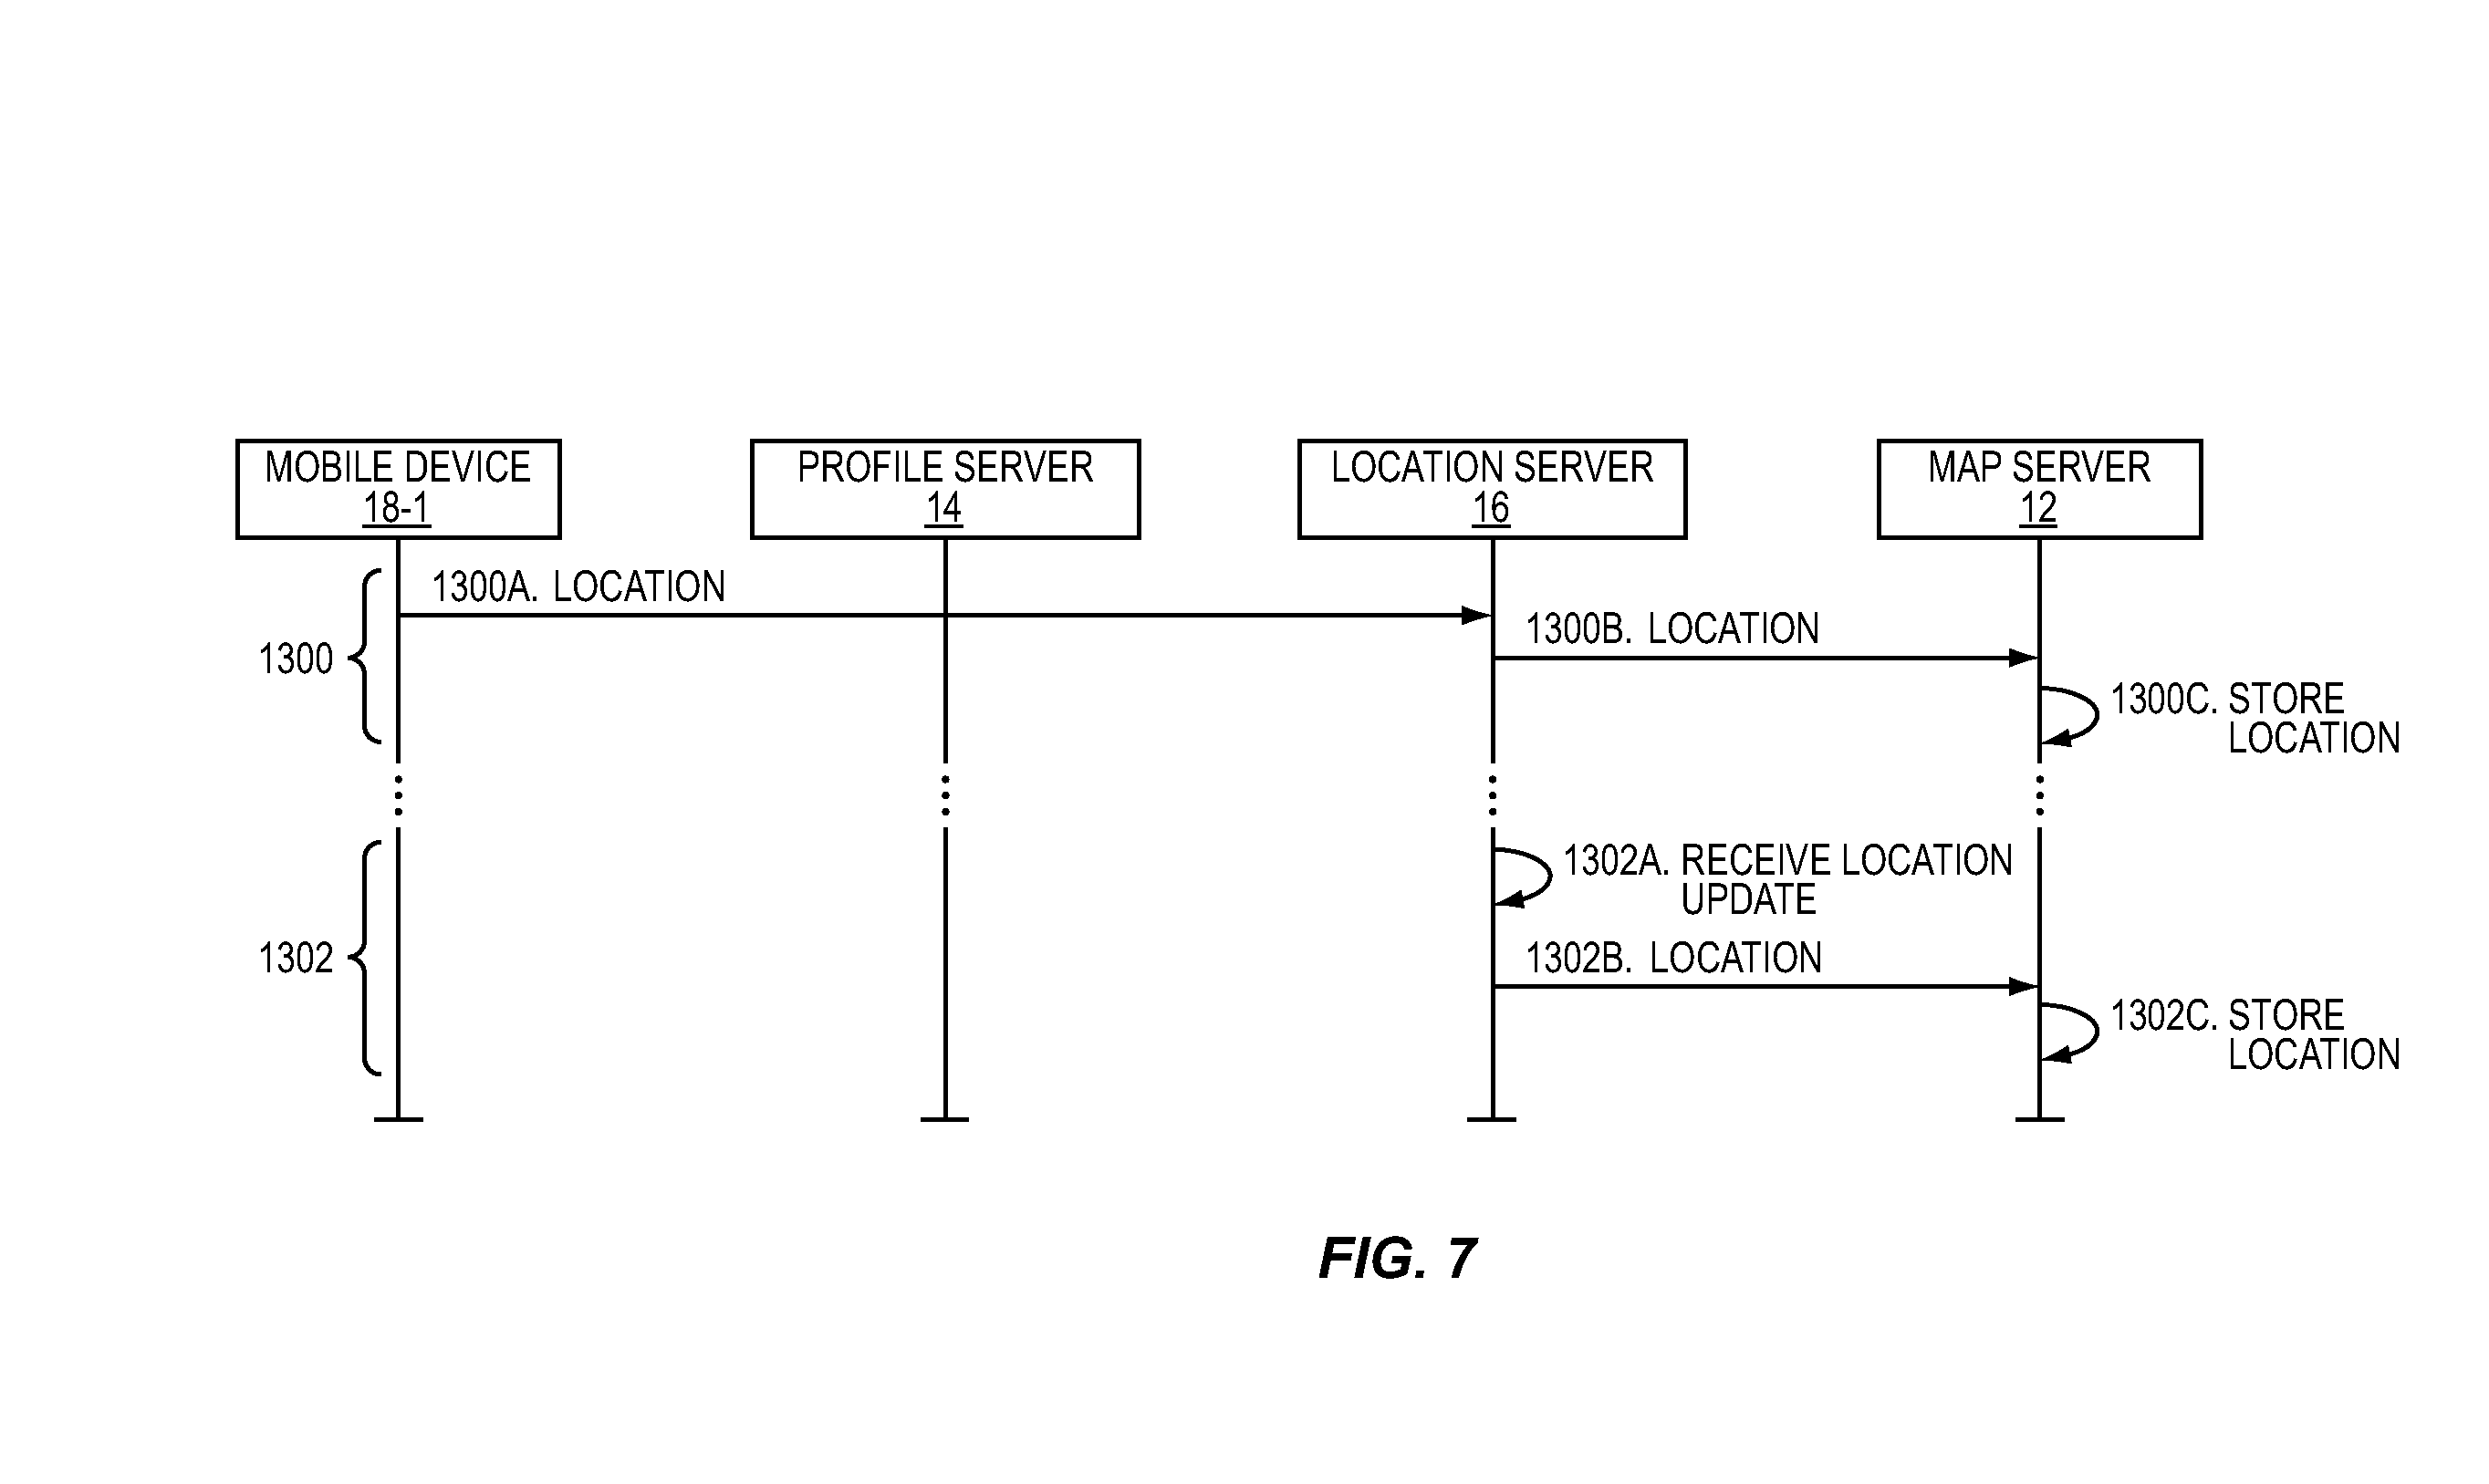 MOBILE DEVICE
18-1
PROFILE SERVER
14
LOCATION SERVER
16
MAP SERVER
12
1300A. LOCATION
1300B. LOCATION
1300
1300C. STORE
LOCATION
1302A. RECEIVE LOCATION
UPDATE
1302
1302B. LOCATION
1302C. STORE
LOCATION
FIG. 7